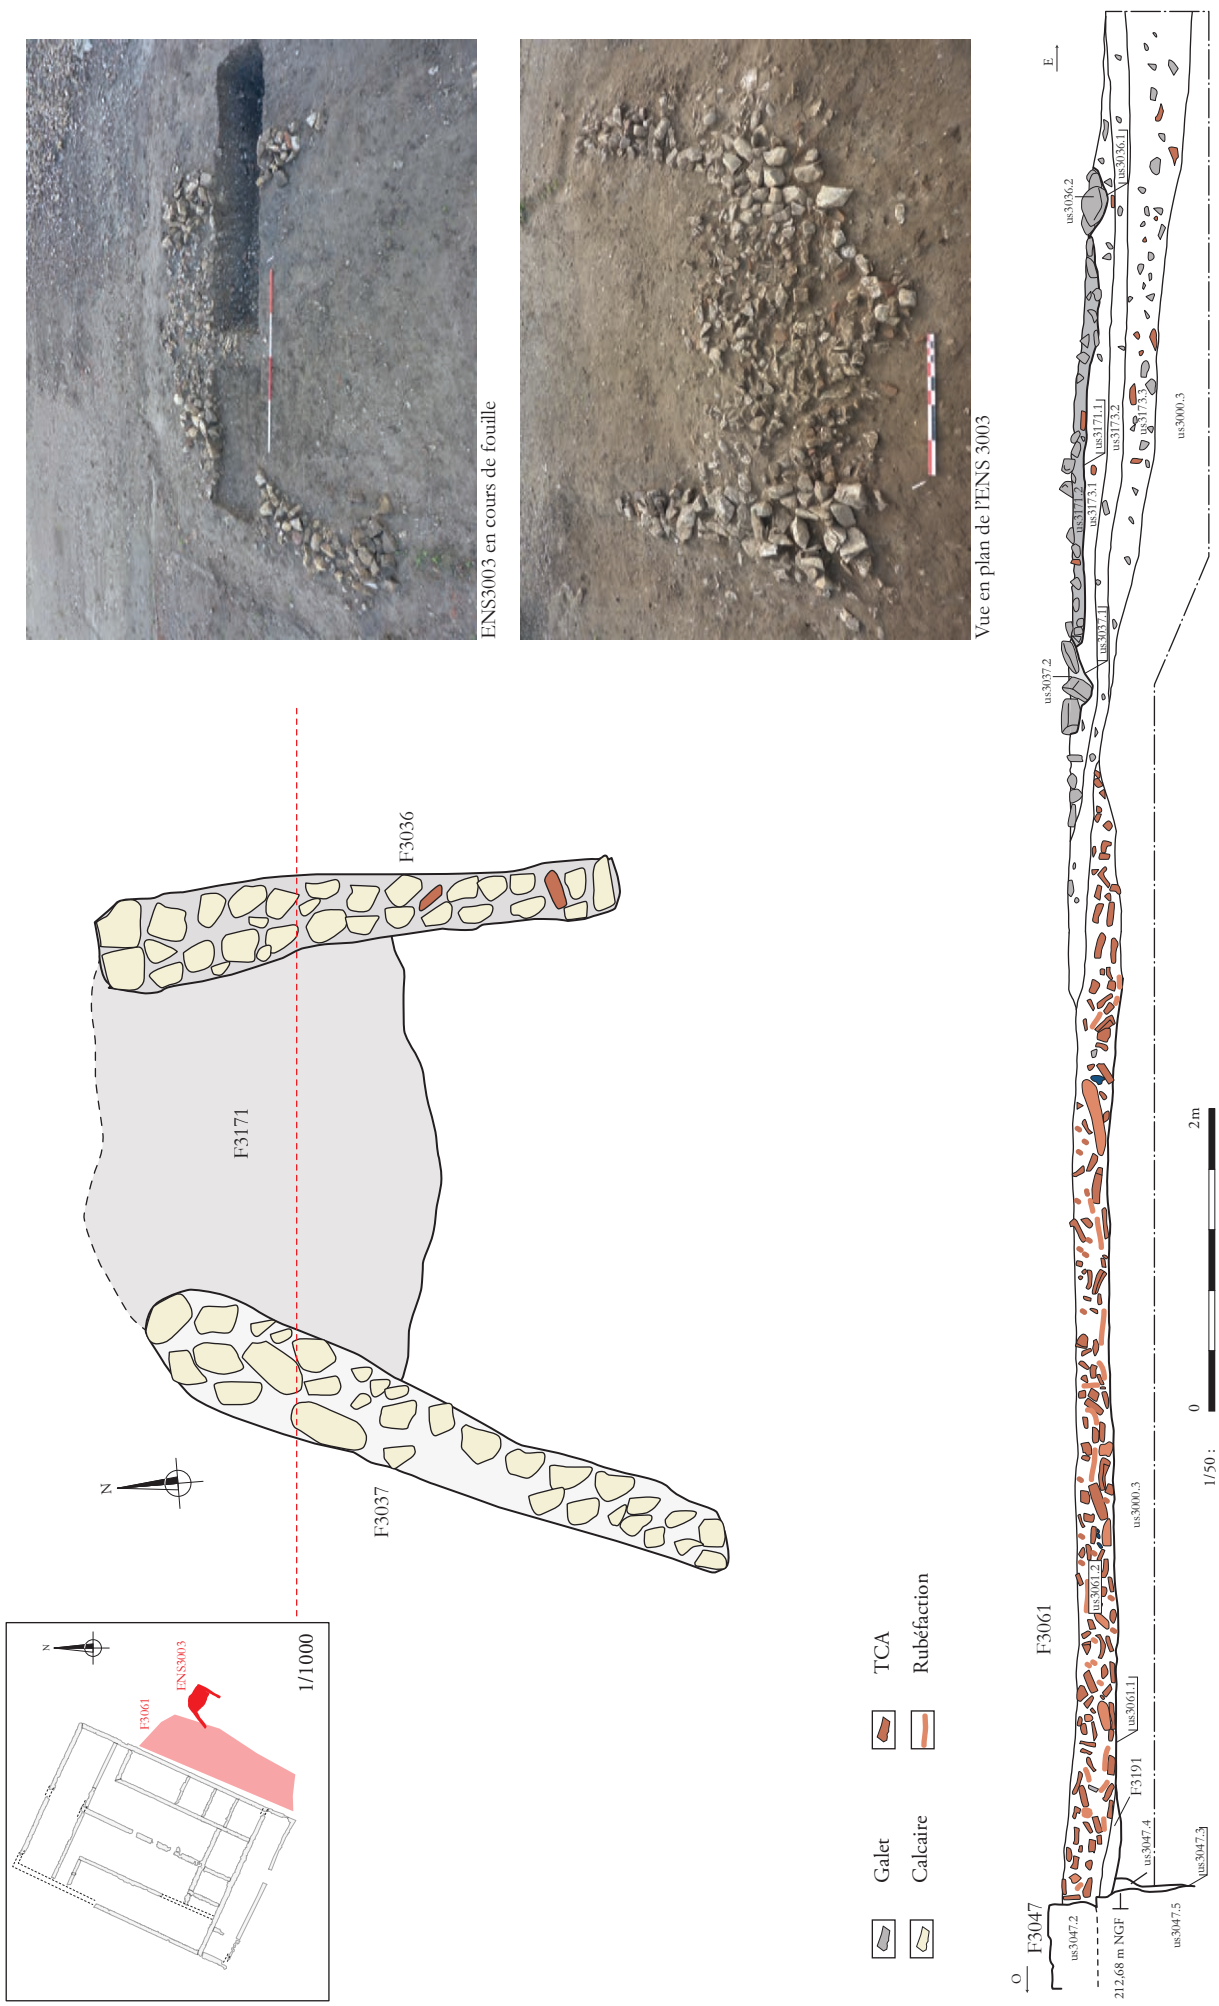 N
F3061
ENS3003
1/1000
N
F3037
F3171
F3036
ENS3003 en cours de fouille
Vue en plan de l'ENS 3003
Galet
TCA
Calcaire
Rubéfaction
O
E
F3047
us3047.2
212,68 m NGF
us3047.5
us3047.3
us3047.4
F3191
us3061.1
F3061
us3061.2
us3000.3
us3037.2
us3037.1
us3171.2
us3173.1
us3171.1
us3173.2
us3173.3
us3000.3
us3036.2
us3036.1
1/50 :
0
2m